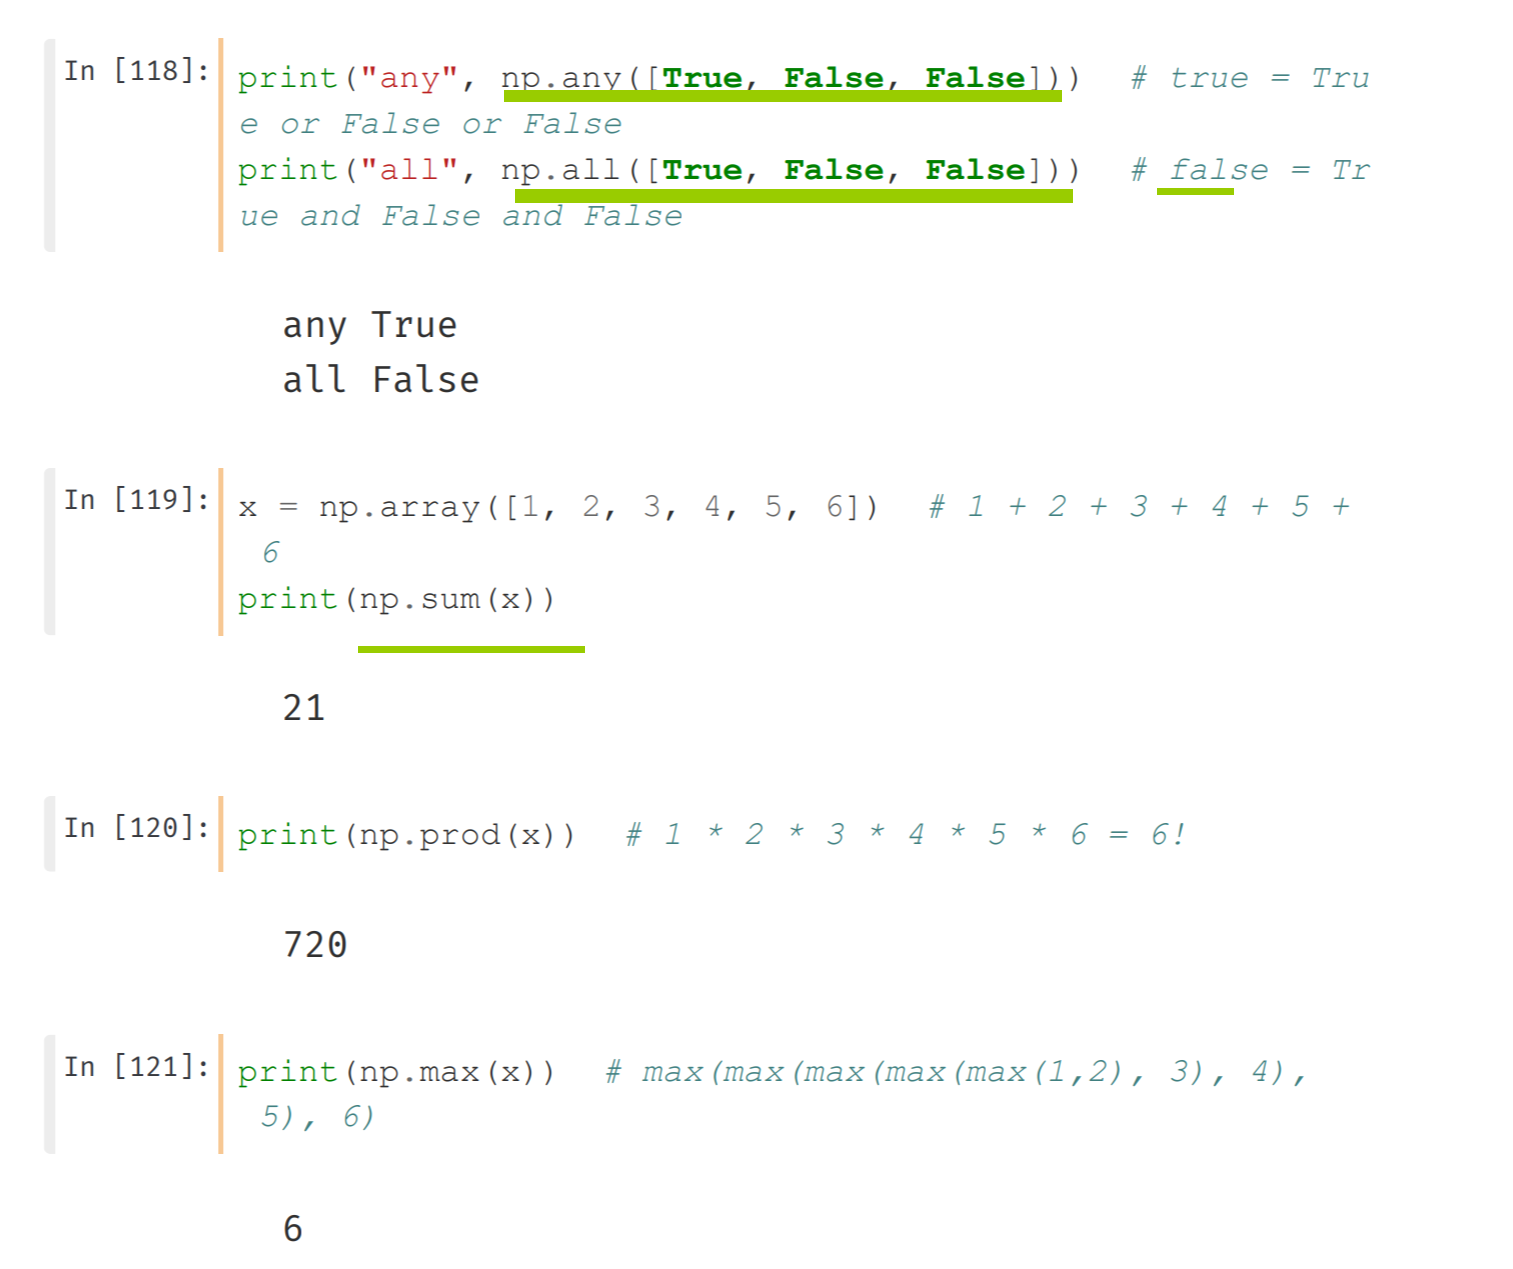 In [118]: print("any", np.any([True, False, False]))  # true = Tru
e or False or False
print("all", np.all([True, False, False]))  # false = Tr
ue and False and False
any True
all False
In [119]: x = np.array([1, 2, 3, 4, 5, 6])  # 1 + 2 + 3 + 4 + 5 +
6
print(np.sum(x))
21
In [120]: print(np.prod(x))  # 1 * 2 * 3 * 4 * 5 * 6 = 6!
720
In [121]: print(np.max(x))  # max(max(max(max(max(1,2), 3), 4),
5), 6)
6